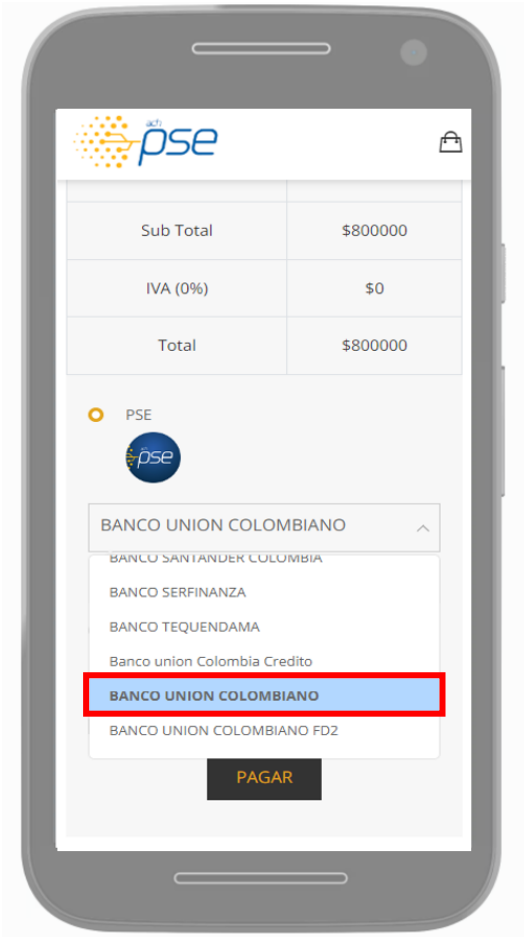 ach
pse
Sub Total $800000
IVA (0%) $0
Total $800000
PSE
ach
pse
BANCO UNION COLOMBIANO
BANCO SANTANDER COLOMBIA
BANCO SERFINANZA
BANCO TEQUENDAMA
Banco union Colombia Credito
BANCO UNION COLOMBIANO
BANCO UNION COLOMBIANO FD2
PAGAR